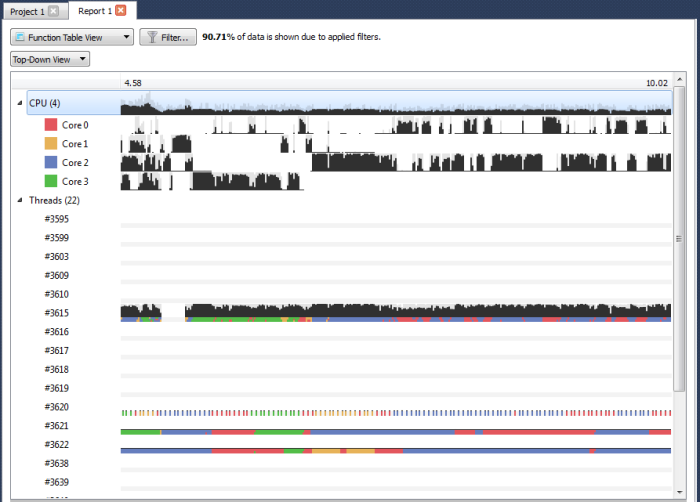 Project 1
Report 1
Function Table View
Filter...
90.71% of data is shown due to applied filters.
Top-Down View
4.58
10.02
CPU (4)
Core 0
Core 1
Core 2
Core 3
Threads (22)
#3595
#3599
#3603
#3609
#3610
#3615
#3616
#3617
#3618
#3619
#3620
#3621
#3622
#3638
#3639